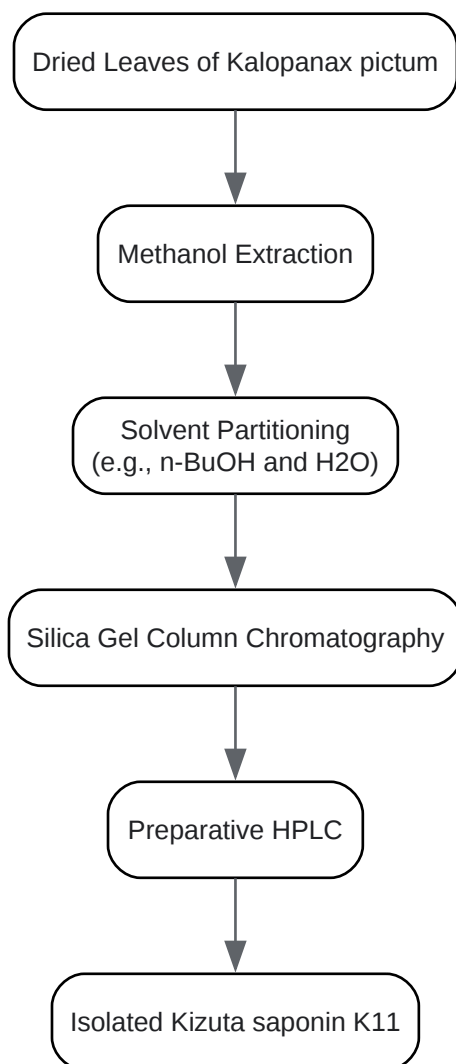 Dried Leaves of Kalopanax pictum
Methanol Extraction
Solvent Partitioning
(e.g., n-BuOH and H2O)
Silica Gel Column Chromatography
Preparative HPLC
Isolated Kizuta saponin K11